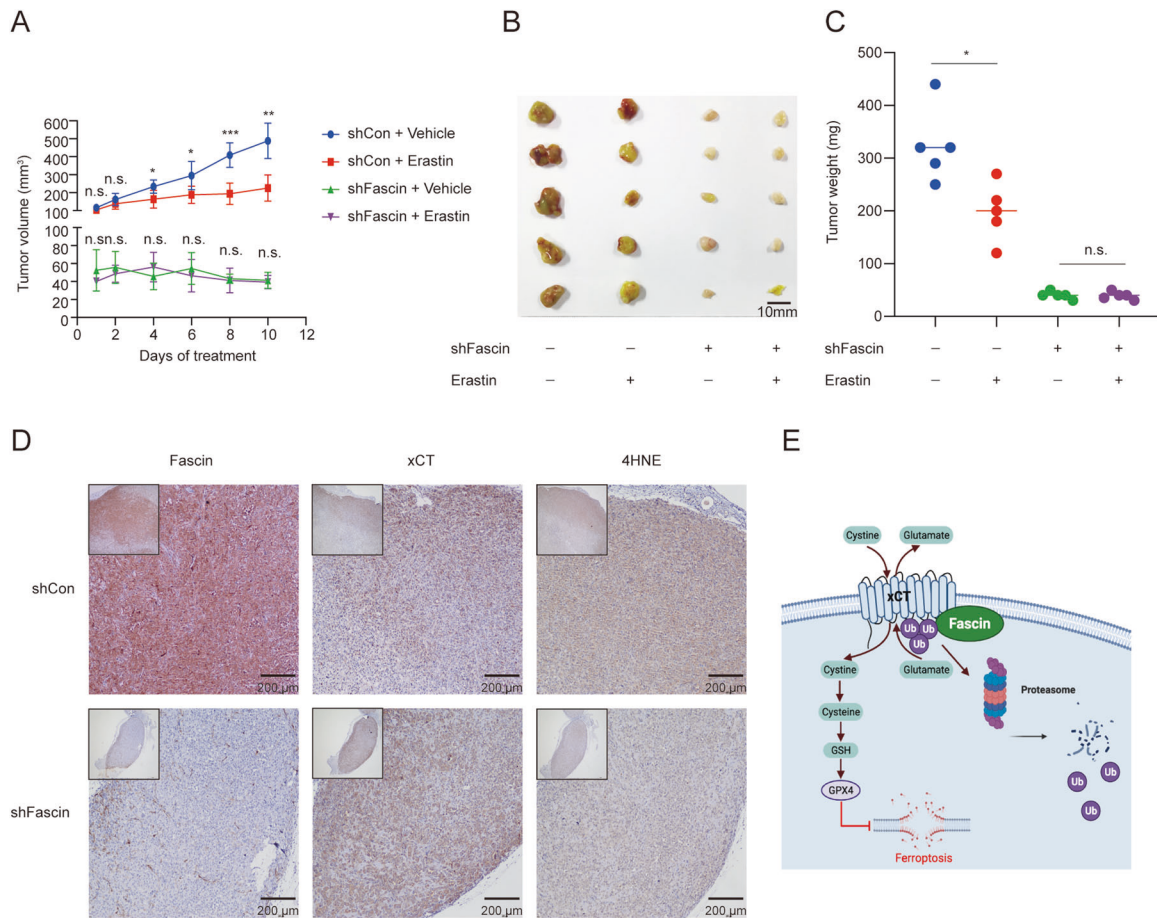 A
Tumor volume (mm³)
600
500
400
300
200
100
80
60
40
20
0
n.s.
n.s.
*
*
***
**
n.s.
n.s.
n.s.
n.s.
n.s.
n.s.
0 2 4 6 8 10 12
Days of treatment
shCon + Vehicle
shCon + Erastin
shFascin + Vehicle
shFascin + Erastin
B
10mm
shFascin – – + +
Erastin – + – +
C
Tumor weight (mg)
500
400
300
200
100
0
*
n.s.
shFascin – – + +
Erastin – + – +
D
Fascin xCT 4HNE
shCon
200 µm 200 µm 200 µm
shFascin
200 µm 200 µm 200 µm
E
Cystine Glutamate
xCT
Ub Ub Fascin
Ub
Cystine Glutamate
Proteasome
Cysteine
GSH
Ub
Ub
GPX4
Ub
Ferroptosis